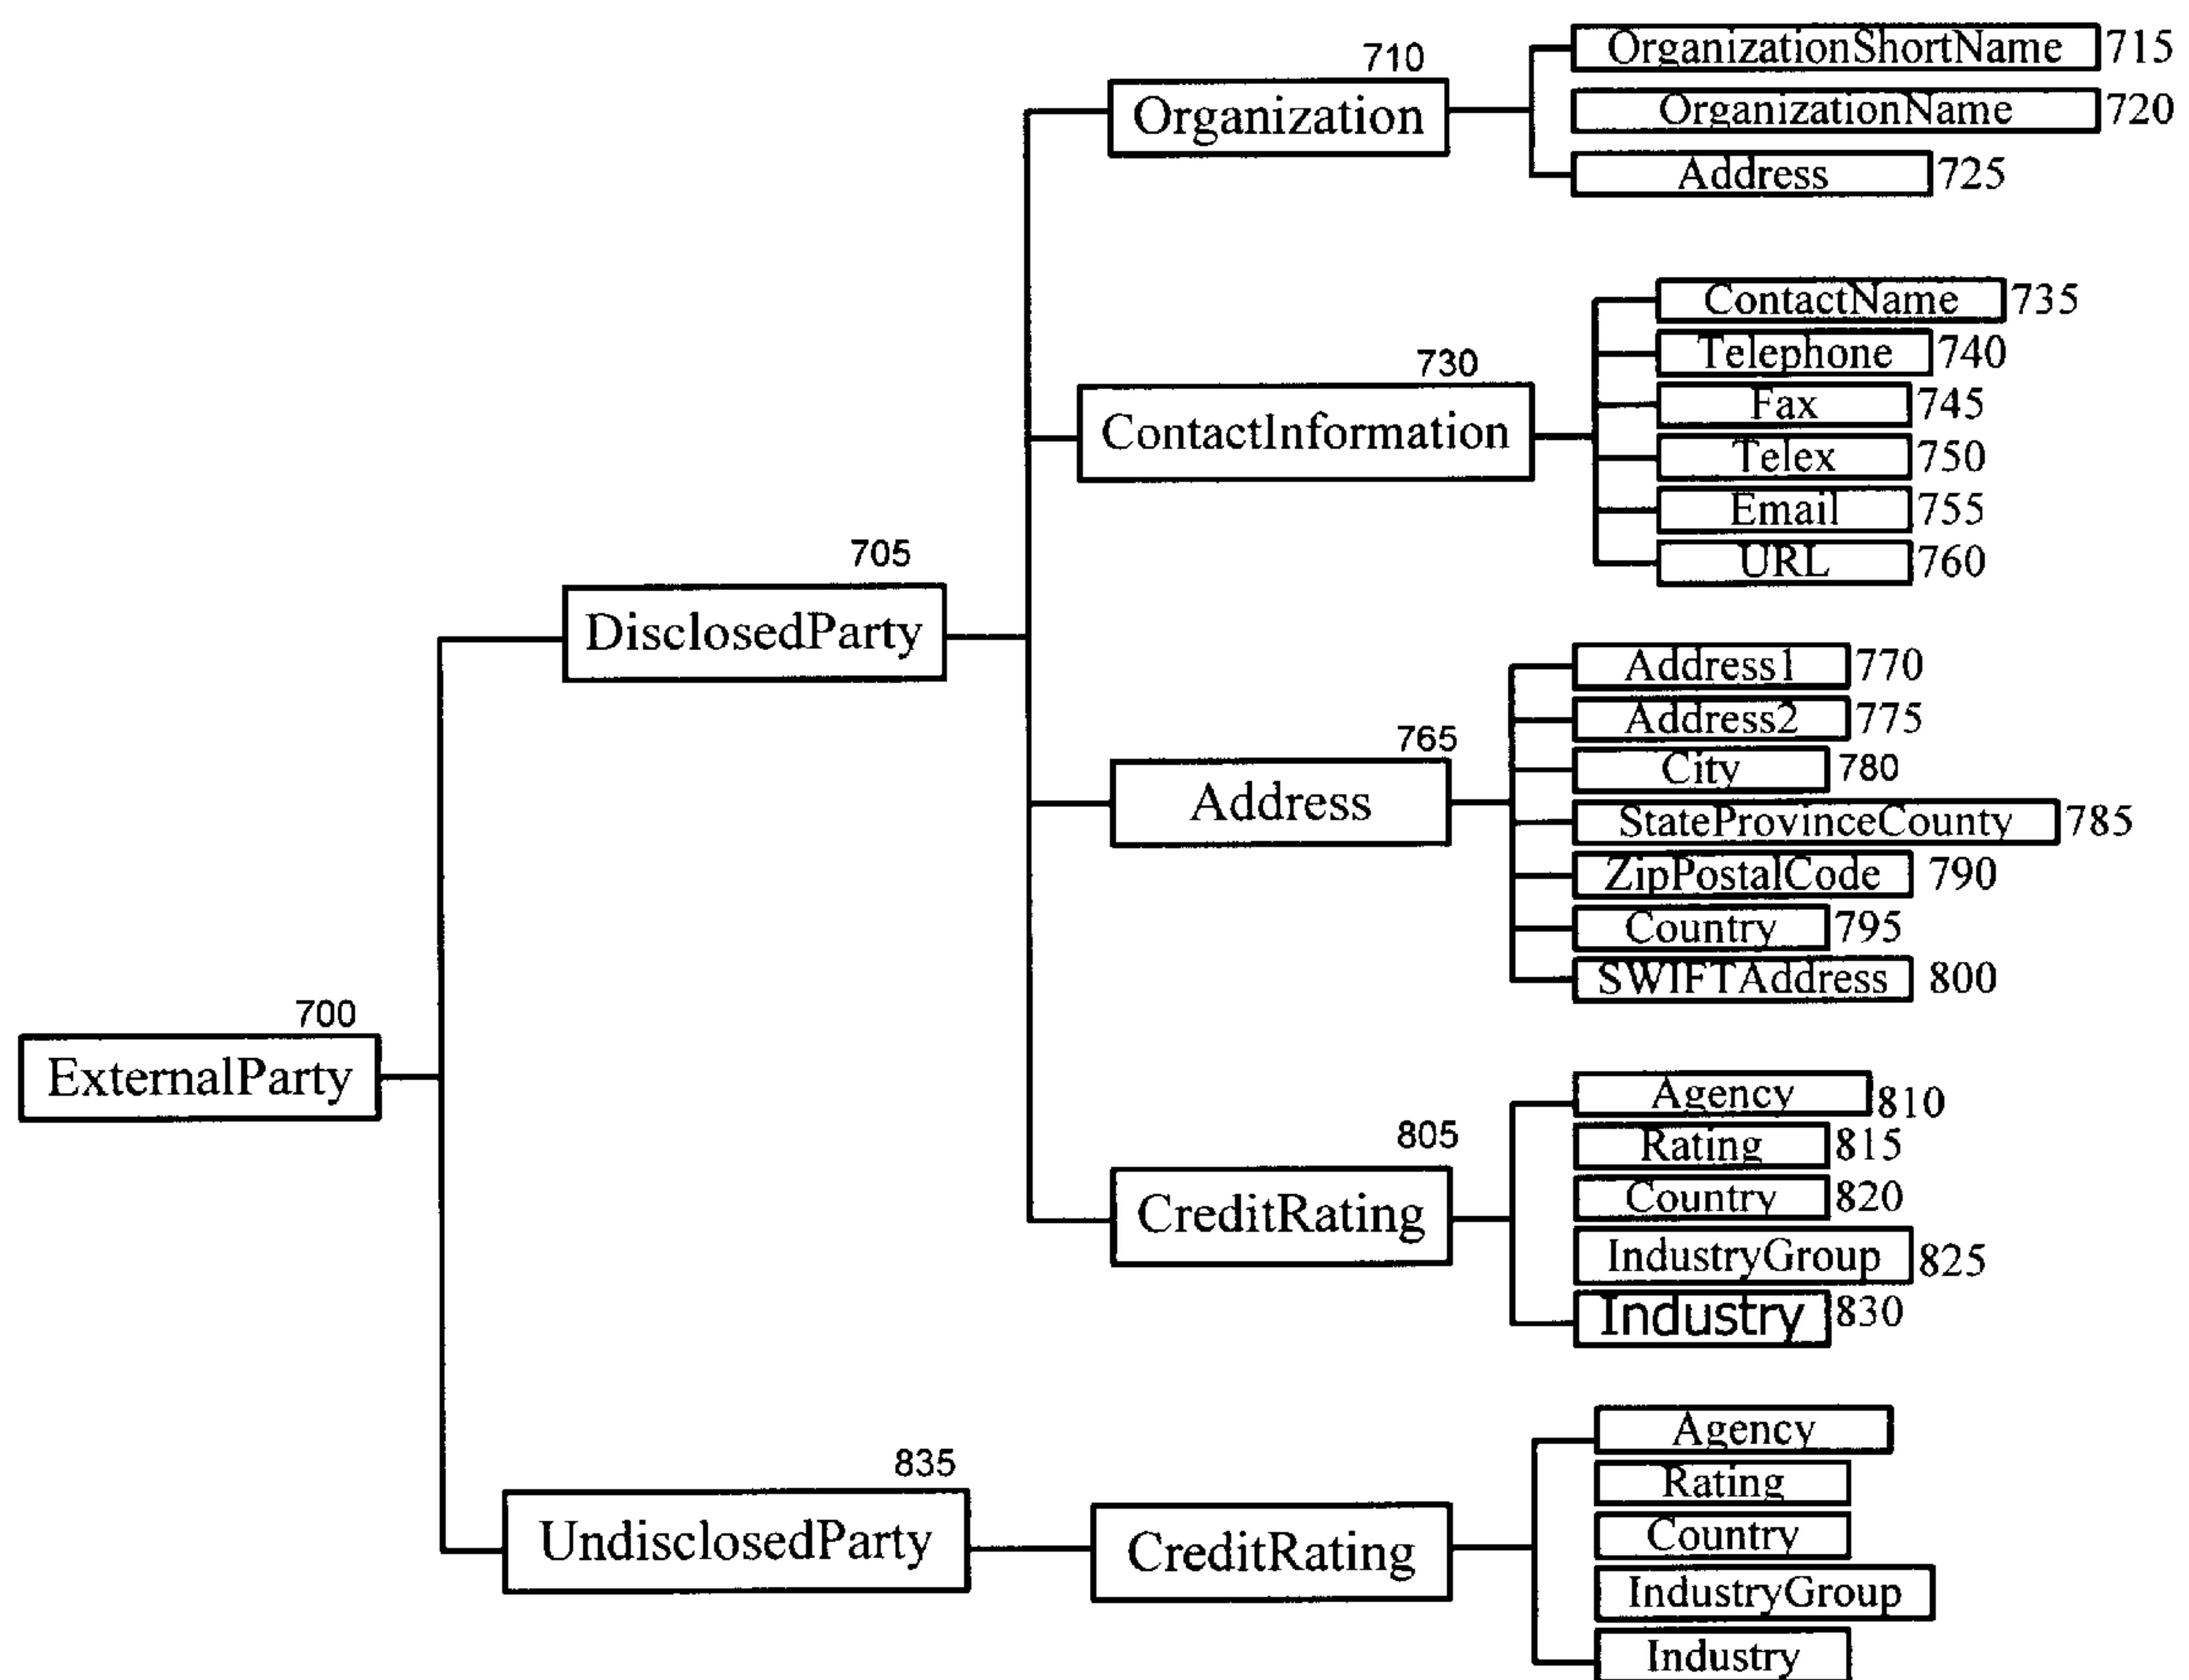 OrganizationShortName 715
710
Organization
OrganizationName 720
Address 725
ContactName 735
Telephone 740
730
ContactInformation
Fax 745
Telex 750
Email 755
URL 760
705
DisclosedParty
Address1 770
Address2 775
765
Address
City 780
StateProvinceCounty 785
ZipPostalCode 790
Country 795
SWIFTAddress 800
700
ExternalParty
Agency 810
805
CreditRating
Rating 815
Country 820
IndustryGroup 825
Industry 830
835
UndisclosedParty
CreditRating
Agency
Rating
Country
IndustryGroup
Industry